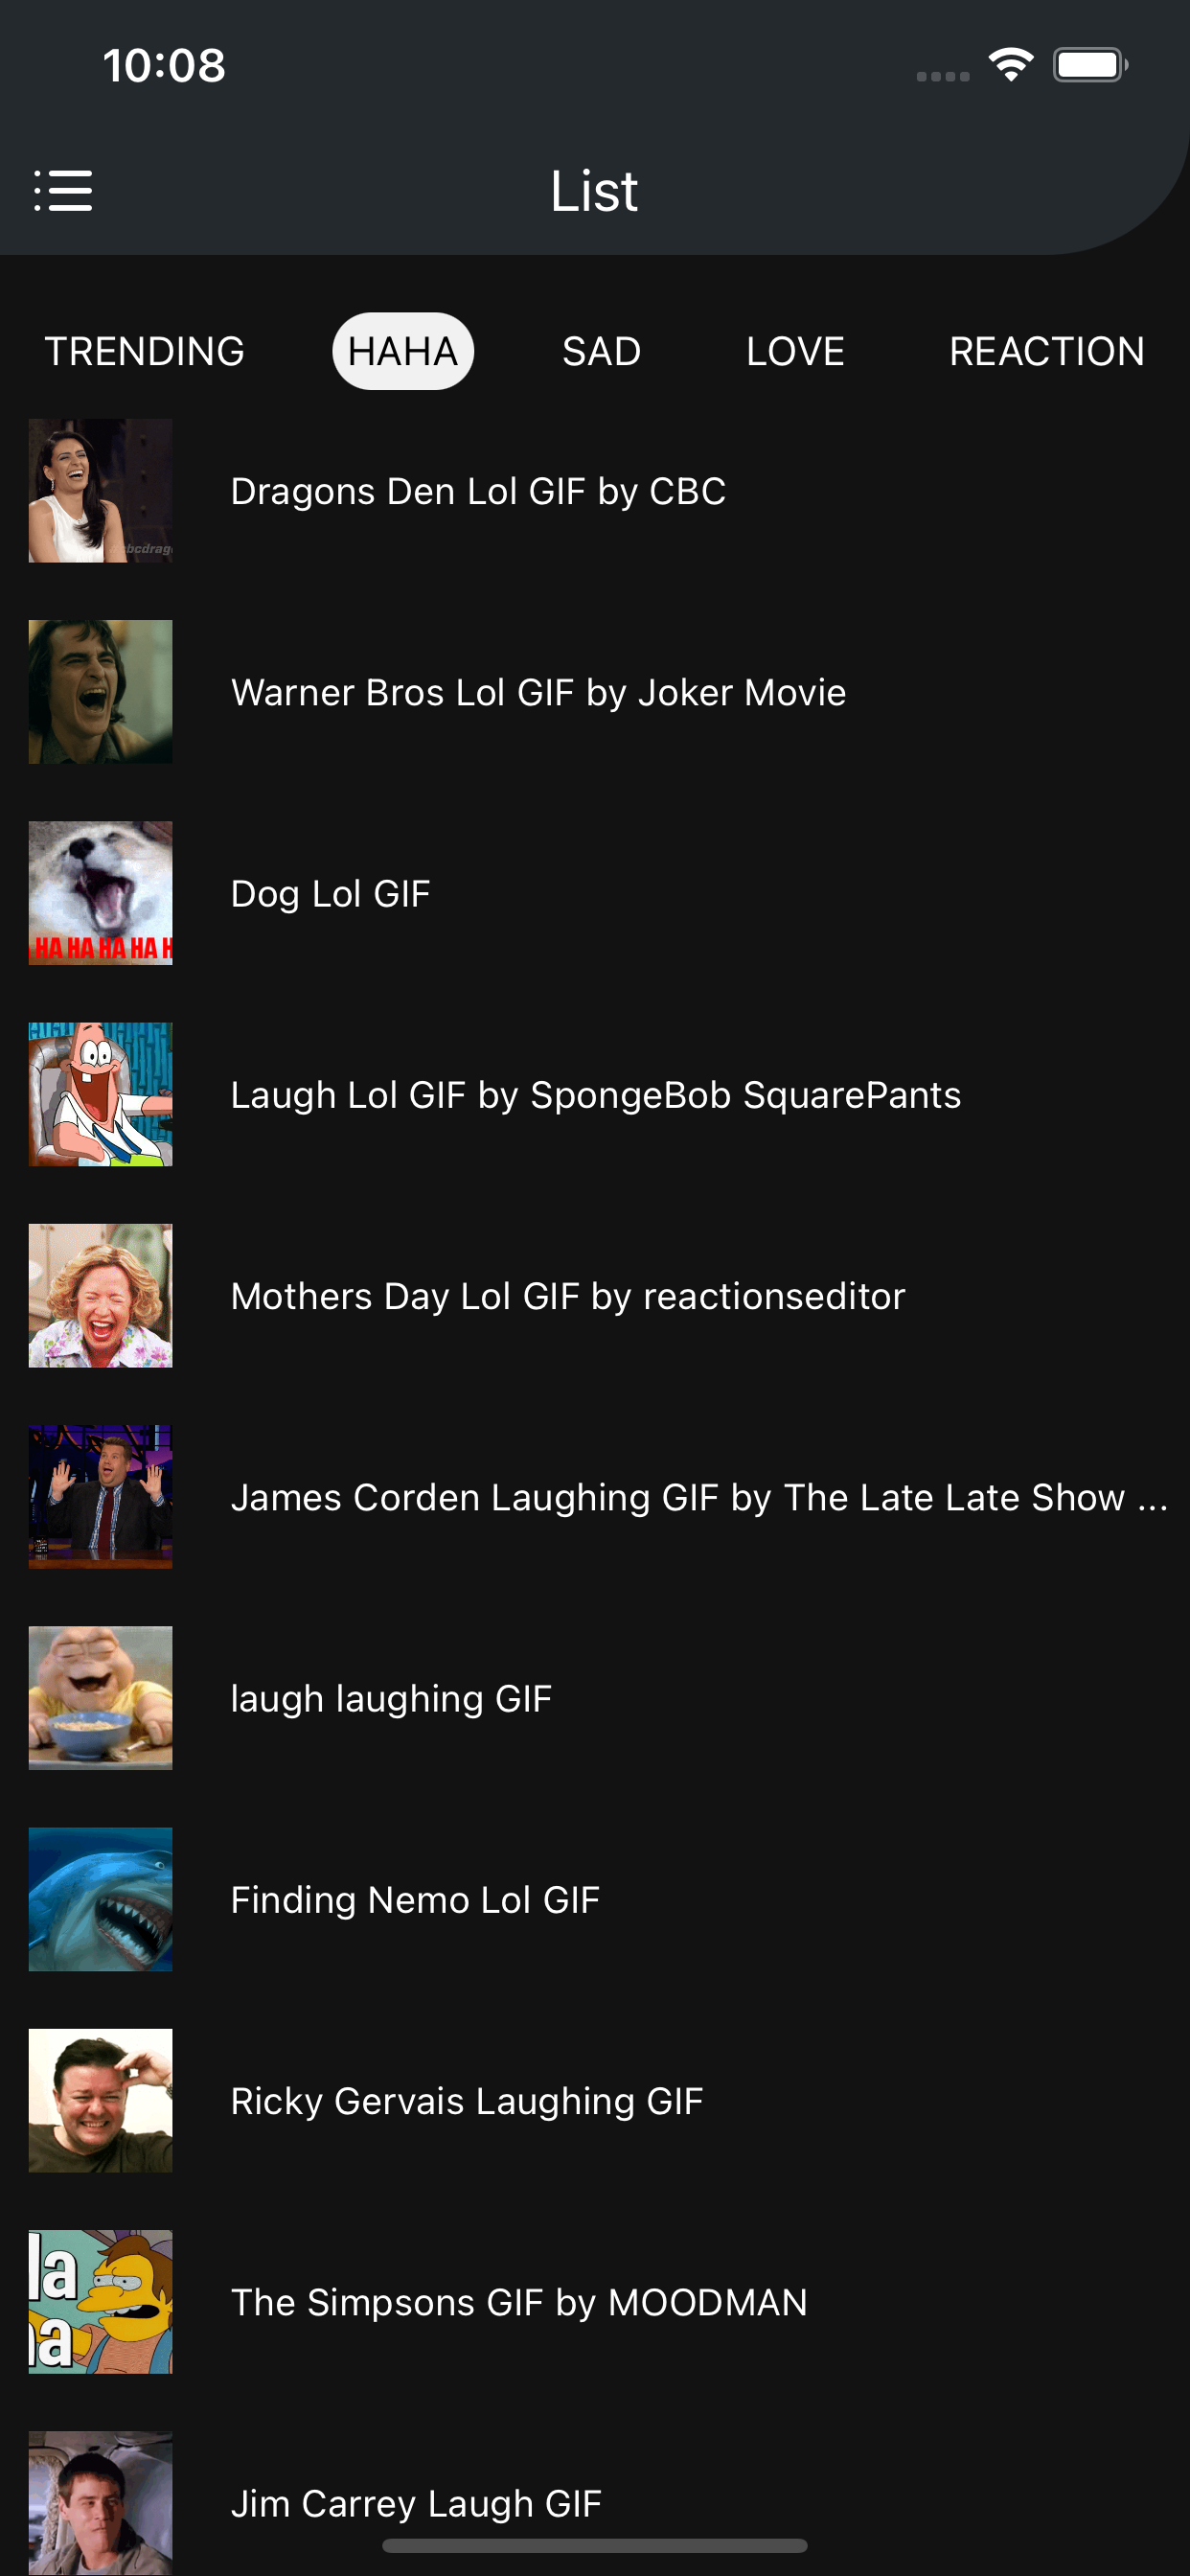 10:08
List
TRENDING HAHA SAD LOVE REACTION
Dragons Den Lol GIF by CBC
Warner Bros Lol GIF by Joker Movie
Dog Lol GIF
HA HA HA HA H
Laugh Lol GIF by SpongeBob SquarePants
Mothers Day Lol GIF by reactionseditor
James Corden Laughing GIF by The Late Late Show ...
laugh laughing GIF
Finding Nemo Lol GIF
Ricky Gervais Laughing GIF
la
The Simpsons GIF by MOODMAN
a
Jim Carrey Laugh GIF